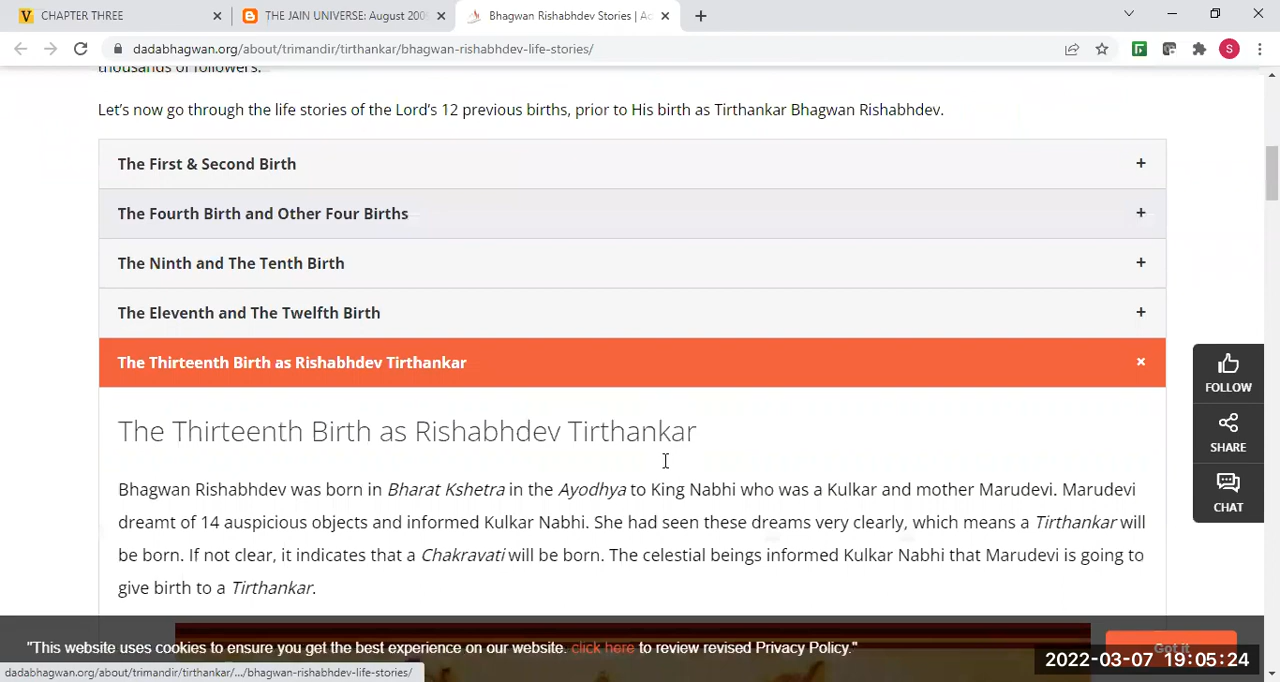 CHAPTER THREE
THE JAIN UNIVERSE: August 2009
Bhagwan Rishabhdev Stories | Ad
dadabhagwan.org/about/trimandir/tirthankar/bhagwan-rishabhdev-life-stories/
S
thousands of followers.
Let's now go through the life stories of the Lord's 12 previous births, prior to His birth as Tirthankar Bhagwan Rishabhdev.
The First & Second Birth
The Fourth Birth and Other Four Births
The Ninth and The Tenth Birth
The Eleventh and The Twelfth Birth
The Thirteenth Birth as Rishabhdev Tirthankar
FOLLOW
SHARE
CHAT
The Thirteenth Birth as Rishabhdev Tirthankar
Bhagwan Rishabhdev was born in Bharat Kshetra in the Ayodhya to King Nabhi who was a Kulkar and mother Marudevi. Marudevi
dreamt of 14 auspicious objects and informed Kulkar Nabhi. She had seen these dreams very clearly, which means a Tirthankar will
be born. If not clear, it indicates that a Chakravati will be born. The celestial beings informed Kulkar Nabhi that Marudevi is going to
give birth to a Tirthankar.
"This website uses cookies to ensure you get the best experience on our website. click here to review revised Privacy Policy."
Got it
2022-03-07 19:05:24
dadabhagwan.org/about/trimandir/tirthankar/.../bhagwan-rishabhdev-life-stories/